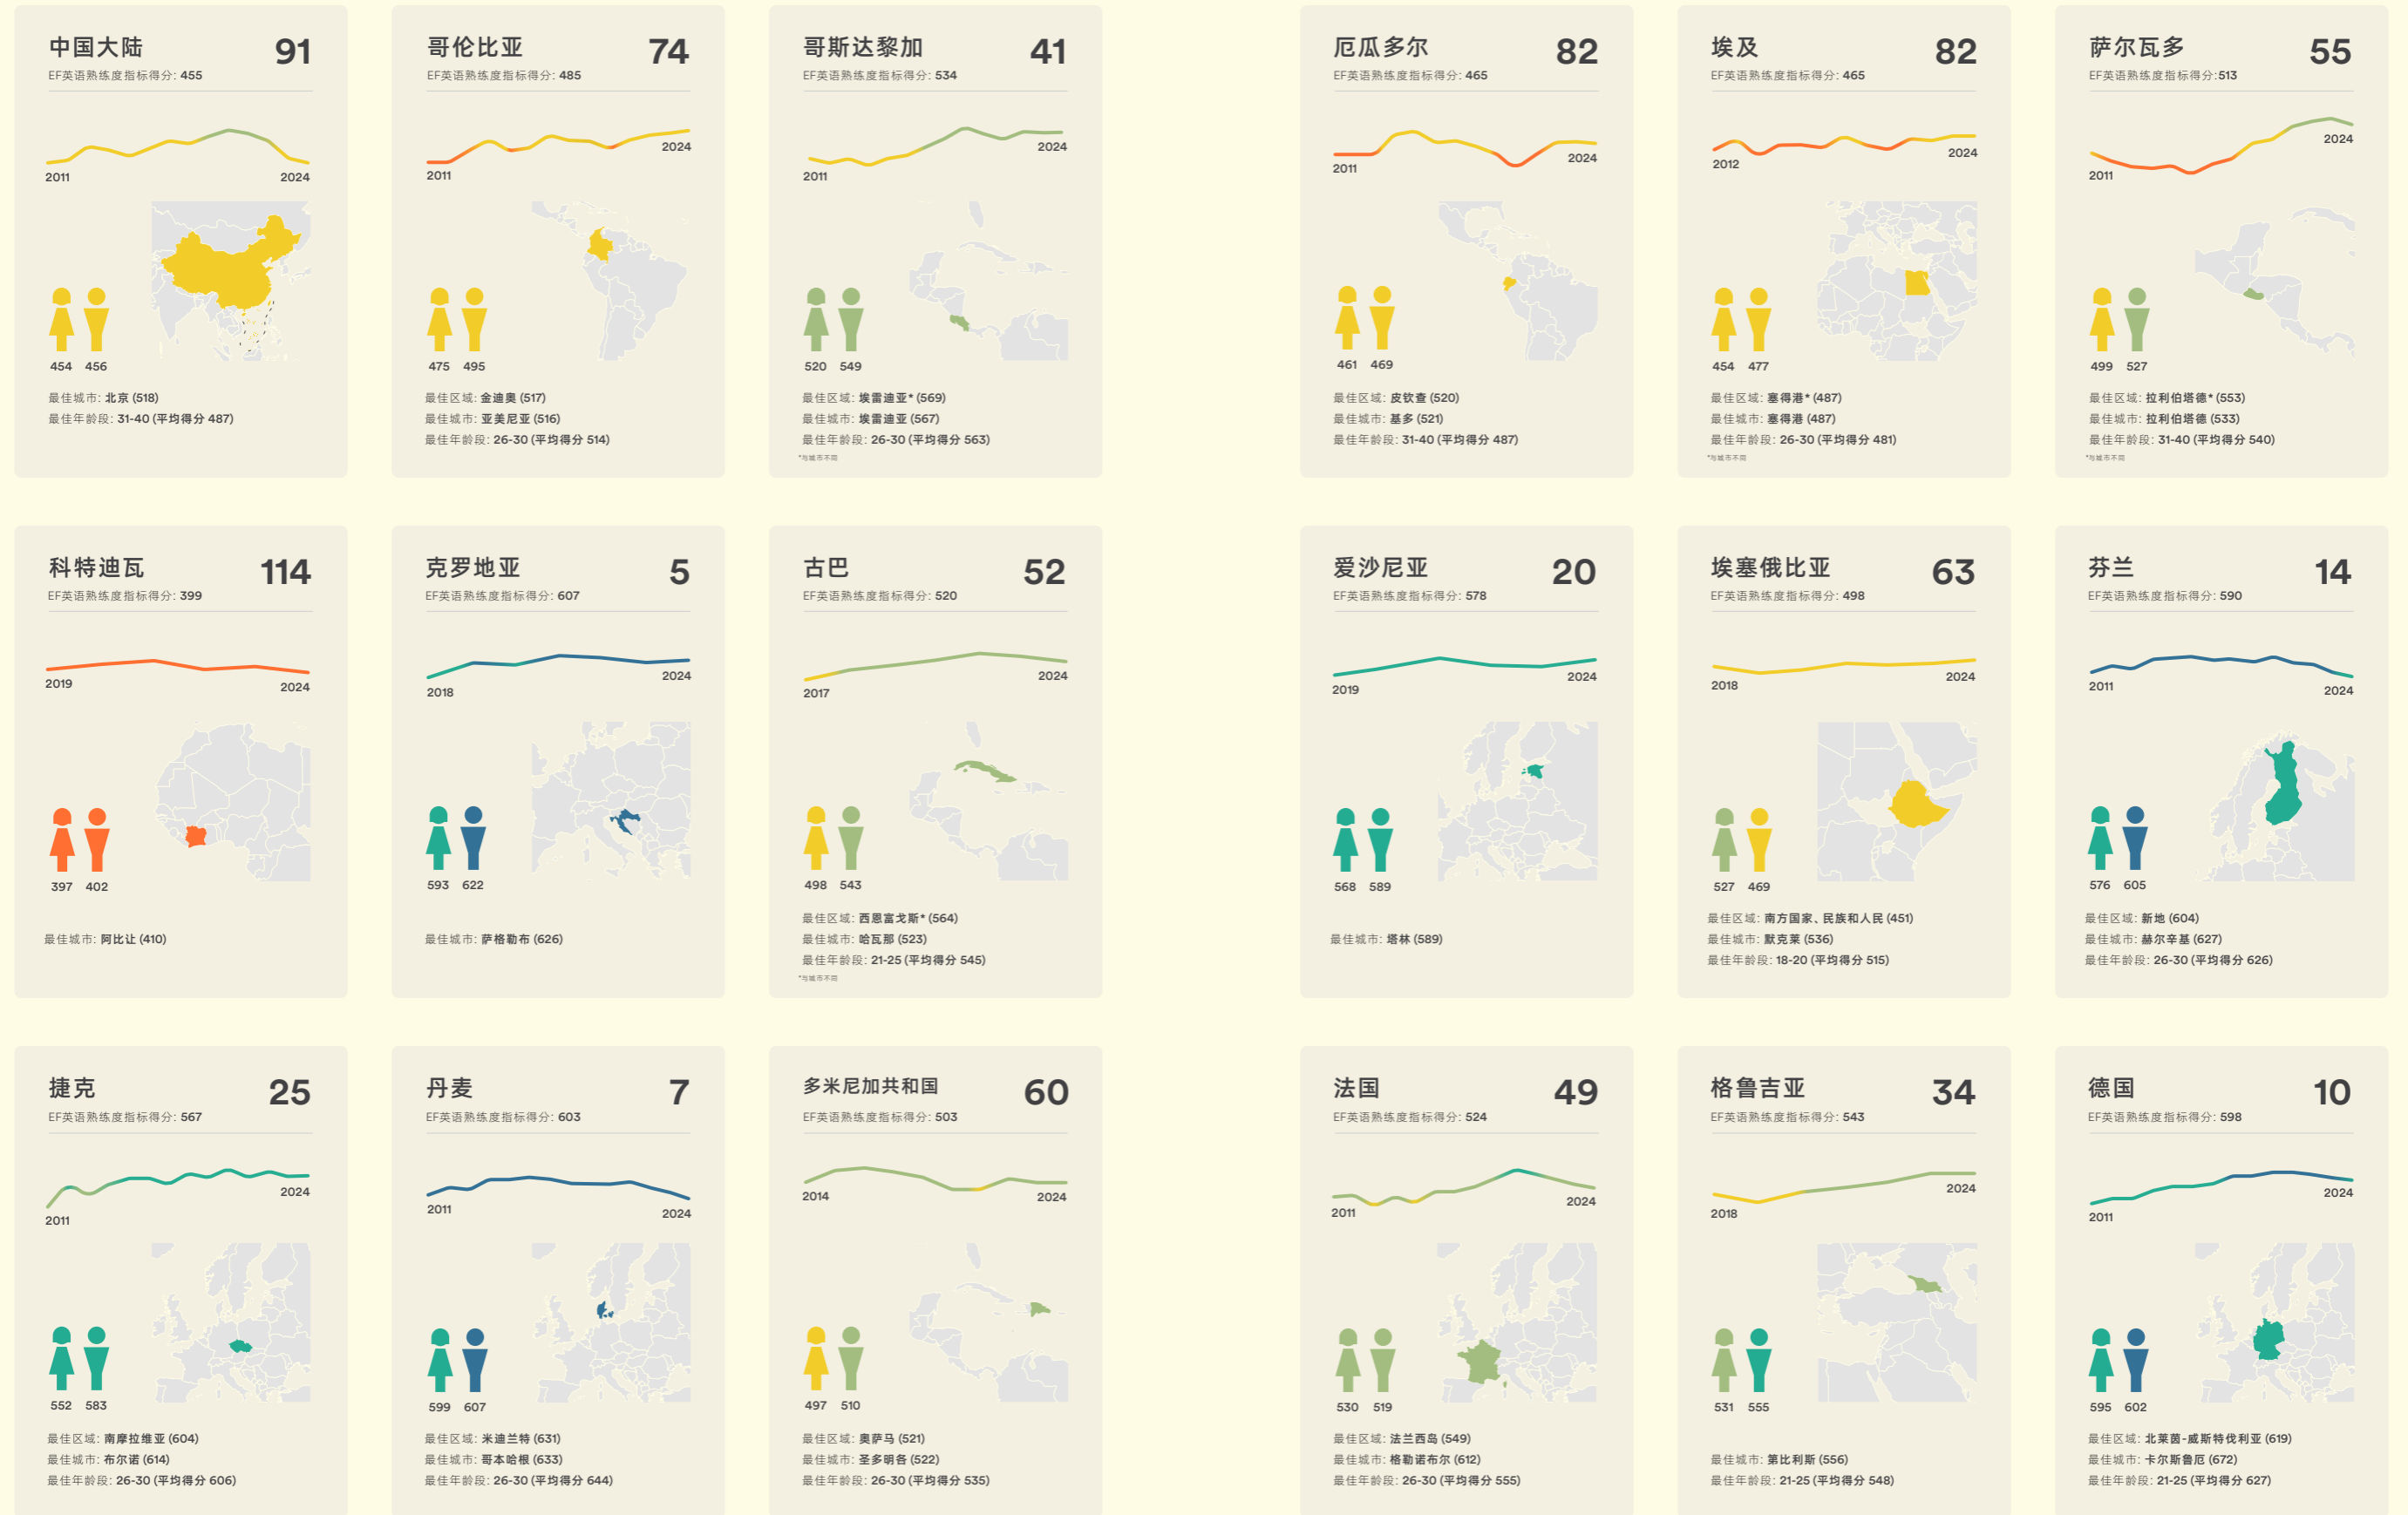 中国大陆
91
EF英语熟练度指标得分: 455
2011
2024
454 456
最佳城市: 北京 (518)
最佳年龄段: 31-40 (平均得分 487)
哥伦比亚
74
EF英语熟练度指标得分: 485
2011
2024
475 495
最佳区域: 金迪奥 (517)
最佳城市: 亚美尼亚 (516)
最佳年龄段: 26-30 (平均得分 514)
哥斯达黎加
41
EF英语熟练度指标得分: 534
2011
2024
520 549
最佳区域: 埃雷迪亚* (569)
最佳城市: 埃雷迪亚 (567)
最佳年龄段: 26-30 (平均得分 563)
*与城市不同
厄瓜多尔
82
EF英语熟练度指标得分: 465
2011
2024
461 469
最佳区域: 皮钦查 (520)
最佳城市: 基多 (521)
最佳年龄段: 31-40 (平均得分 487)
埃及
82
EF英语熟练度指标得分: 465
2012
2024
454 477
最佳区域: 塞得港* (487)
最佳城市: 塞得港 (487)
最佳年龄段: 26-30 (平均得分 481)
*与城市不同
萨尔瓦多
55
EF英语熟练度指标得分:513
2011
2024
499 527
最佳区域: 拉利伯塔德* (553)
最佳城市: 拉利伯塔德 (533)
最佳年龄段: 31-40 (平均得分 540)
*与城市不同
科特迪瓦
114
EF英语熟练度指标得分: 399
2019
2024
397 402
最佳城市: 阿比让 (410)
克罗地亚
5
EF英语熟练度指标得分: 607
2018
2024
593 622
最佳城市: 萨格勒布 (626)
古巴
52
EF英语熟练度指标得分: 520
2017
2024
498 543
最佳区域: 西恩富戈斯* (564)
最佳城市: 哈瓦那 (523)
最佳年龄段: 21-25 (平均得分 545)
*与城市不同
爱沙尼亚
20
EF英语熟练度指标得分: 578
2019
2024
568 589
最佳城市: 塔林 (589)
埃塞俄比亚
63
EF英语熟练度指标得分: 498
2018
2024
527 469
最佳区域: 南方国家、民族和人民 (451)
最佳城市: 默克莱 (536)
最佳年龄段: 18-20 (平均得分 515)
芬兰
14
EF英语熟练度指标得分: 590
2011
2024
576 605
最佳区域: 新地 (604)
最佳城市: 赫尔辛基 (627)
最佳年龄段: 26-30 (平均得分 626)
捷克
25
EF英语熟练度指标得分: 567
2011
2024
552 583
最佳区域: 南摩拉维亚 (604)
最佳城市: 布尔诺 (614)
最佳年龄段: 26-30 (平均得分 606)
丹麦
7
EF英语熟练度指标得分: 603
2011
2024
599 607
最佳区域: 米迪兰特 (631)
最佳城市: 哥本哈根 (633)
最佳年龄段: 26-30 (平均得分 644)
多米尼加共和国
60
EF英语熟练度指标得分: 503
2014
2024
497 510
最佳区域: 奥萨马 (521)
最佳城市: 圣多明各 (522)
最佳年龄段: 26-30 (平均得分 535)
法国
49
EF英语熟练度指标得分: 524
2011
2024
530 519
最佳区域: 法兰西岛 (549)
最佳城市: 格勒诺布尔 (612)
最佳年龄段: 26-30 (平均得分 555)
格鲁吉亚
34
EF英语熟练度指标得分: 543
2018
2024
531 555
最佳城市: 第比利斯 (556)
最佳年龄段: 21-25 (平均得分 548)
德国
10
EF英语熟练度指标得分: 598
2011
2024
595 602
最佳区域: 北莱茵-威斯特伐利亚 (619)
最佳城市: 卡尔斯鲁厄 (672)
最佳年龄段: 21-25 (平均得分 627)